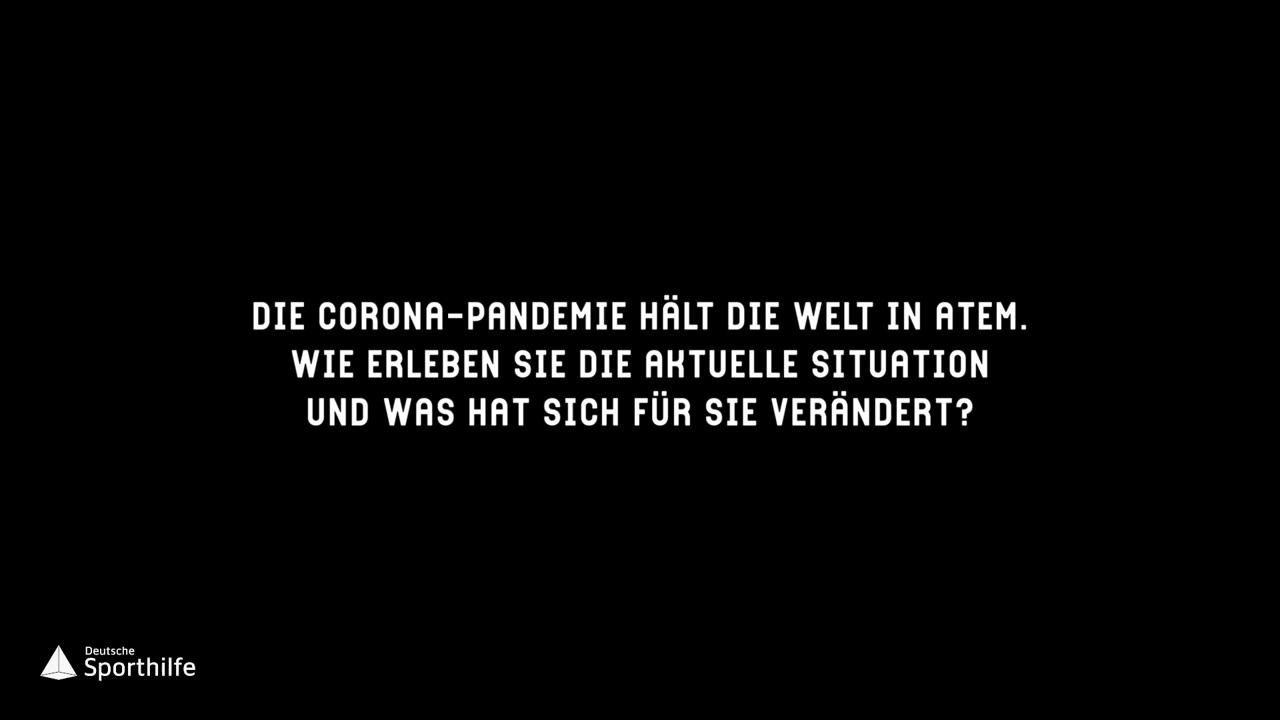 DIE CORONA-PANDEMIE HÄLT DIE WELT IN ATEM.
WIE ERLEBEN SIE DIE AKTUELLE SITUATION
UND WAS HAT SICH FÜR SIE VERÄNDERT?
Deutsche
Sporthilfe